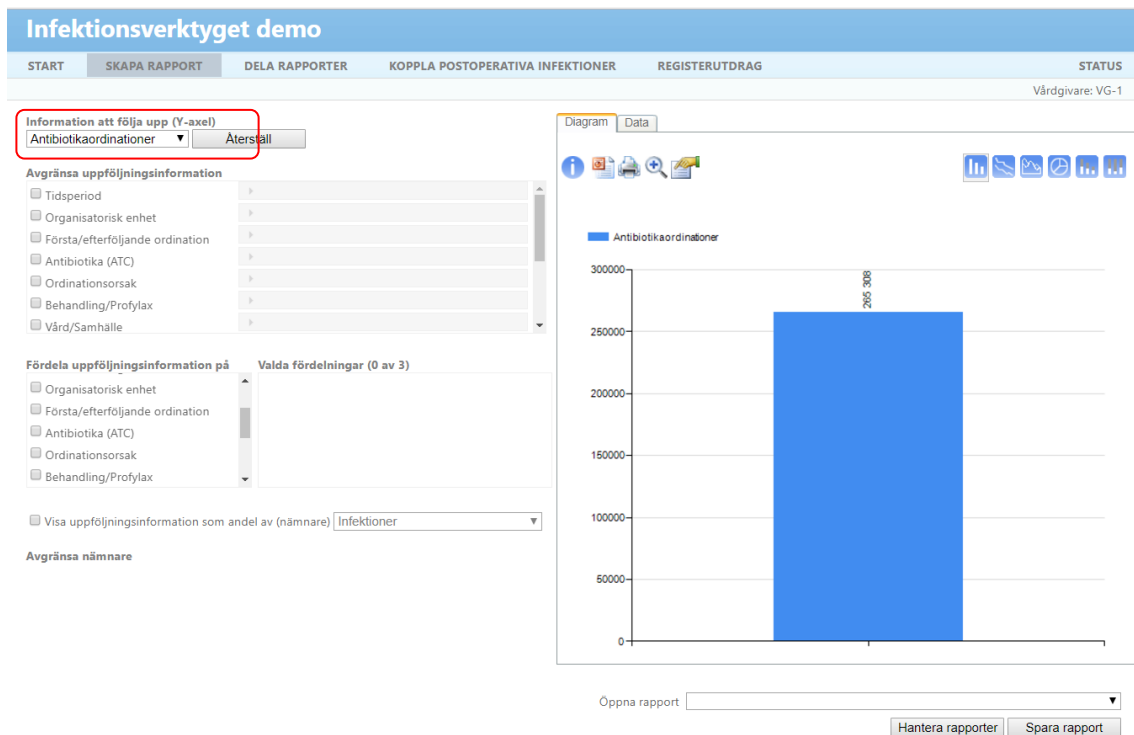 Infektionsverktyget demo
START SKAPA RAPPORT DELA RAPPORTER KOPPLA POSTOPERATIVA INFEKTIONER REGISTERUTDRAG STATUS
Vårdgivare: VG-1
Information att följa upp (Y-axel)
Antibiotikaordinationer Återställ
Avgränsa uppföljningsinformation
Tidsperiod
Organisatorisk enhet
Första/efterföljande ordination
Antibiotika (ATC)
Ordinationsorsak
Behandling/Profylax
Vård/Samhälle
Fördela uppföljningsinformation på Valda fördelningar (0 av 3)
Organisatorisk enhet
Första/efterföljande ordination
Antibiotika (ATC)
Ordinationsorsak
Behandling/Profylax
Visa uppföljningsinformation som andel av (nämnare) Infektioner
Avgränsa nämnare
Diagram Data
Antibiotikaordinationer
300000
265 308
250000
200000
150000
100000
50000
0
Öppna rapport
Hantera rapporter Spara rapport